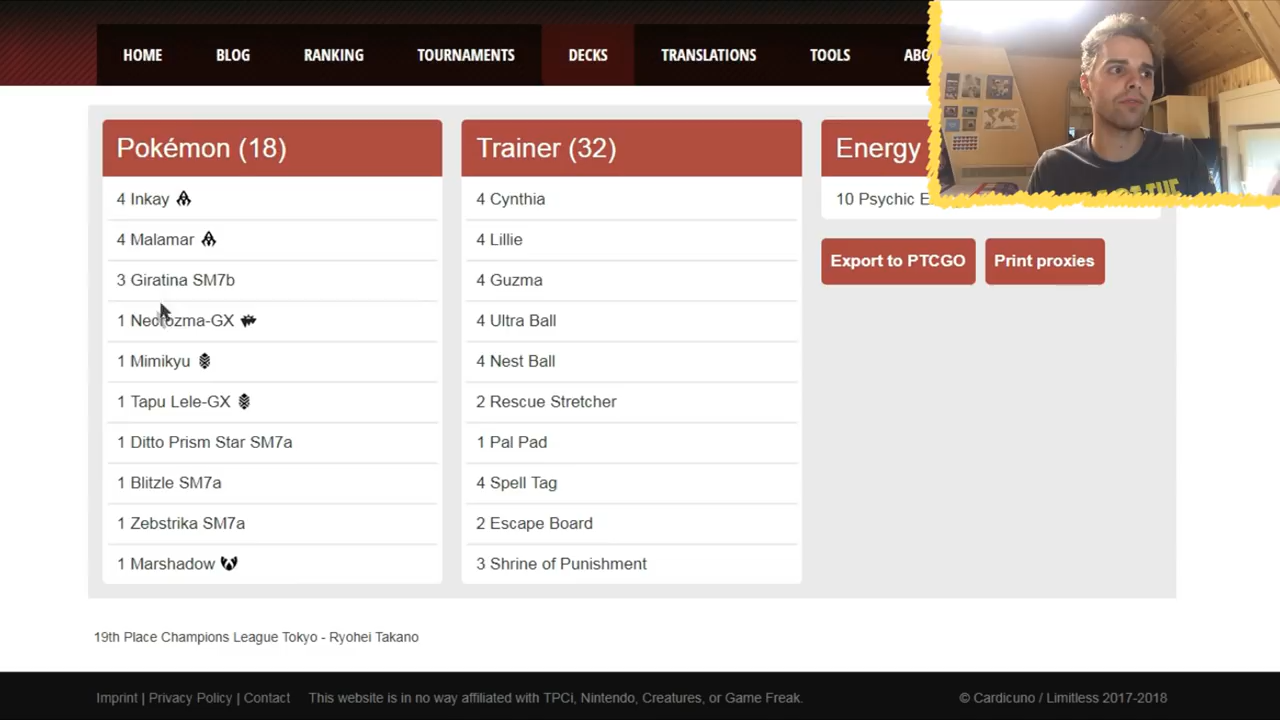 HOME BLOG RANKING TOURNAMENTS DECKS TRANSLATIONS TOOLS
Pokémon (18)
4 Inkay
4 Malamar
3 Giratina SM7b
1 Necrozma-GX
1 Mimikyu
1 Tapu Lele-GX
1 Ditto Prism Star SM7a
1 Blitzle SM7a
1 Zebstrika SM7a
1 Marshadow
Trainer (32)
4 Cynthia
4 Lillie
4 Guzma
4 Ultra Ball
4 Nest Ball
2 Rescue Stretcher
1 Pal Pad
4 Spell Tag
2 Escape Board
3 Shrine of Punishment
Energy
10 Psychic
Export to PTCGO
Print proxies
19th Place Champions League Tokyo - Ryohei Takano
Imprint | Privacy Policy | Contact This website is in no way affiliated with TPCi, Nintendo, Creatures, or Game Freak. © Cardicuno / Limitless 2017-2018